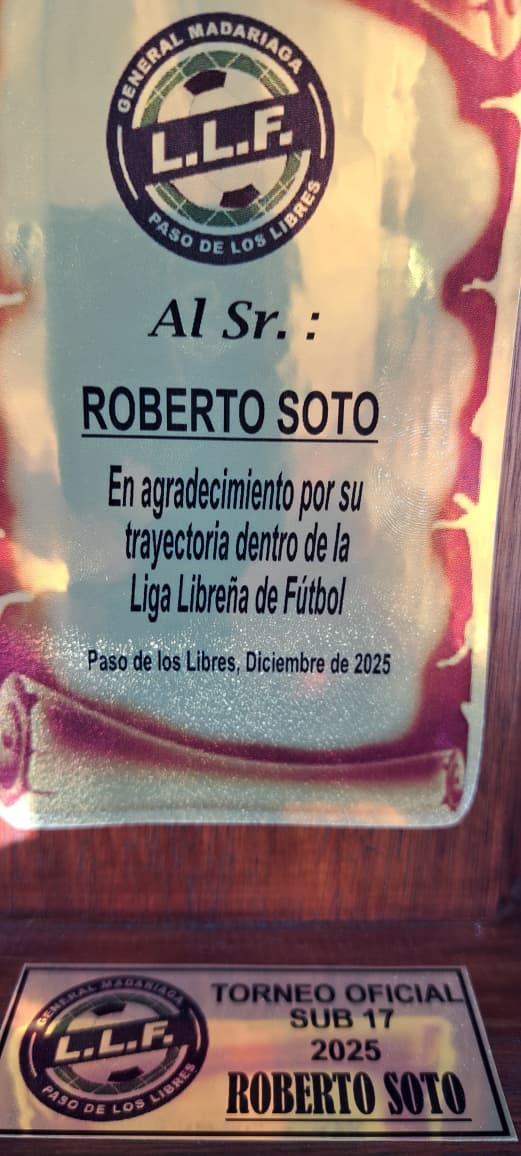 GENERAL MADARIAGA
L.L.F.
PASO DE LOS LIBRES
Al Sr. :
ROBERTO SOTO
En agradecimiento por su
trayectoria dentro de la
Liga Libreña de Fútbol
Paso de los Libres, Diciembre de 2025
GENERAL MADARIAGA
L.L.F.
PASO DE LOS LIBRES
TORNEO OFICIAL
SUB 17
2025
ROBERTO SOTO